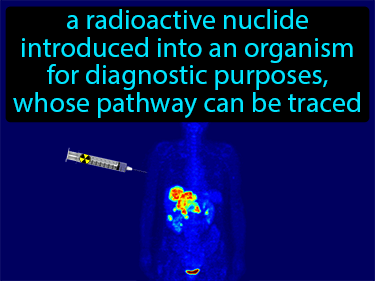 a radioactive nuclide
introduced into an organism
for diagnostic purposes,
whose pathway can be traced